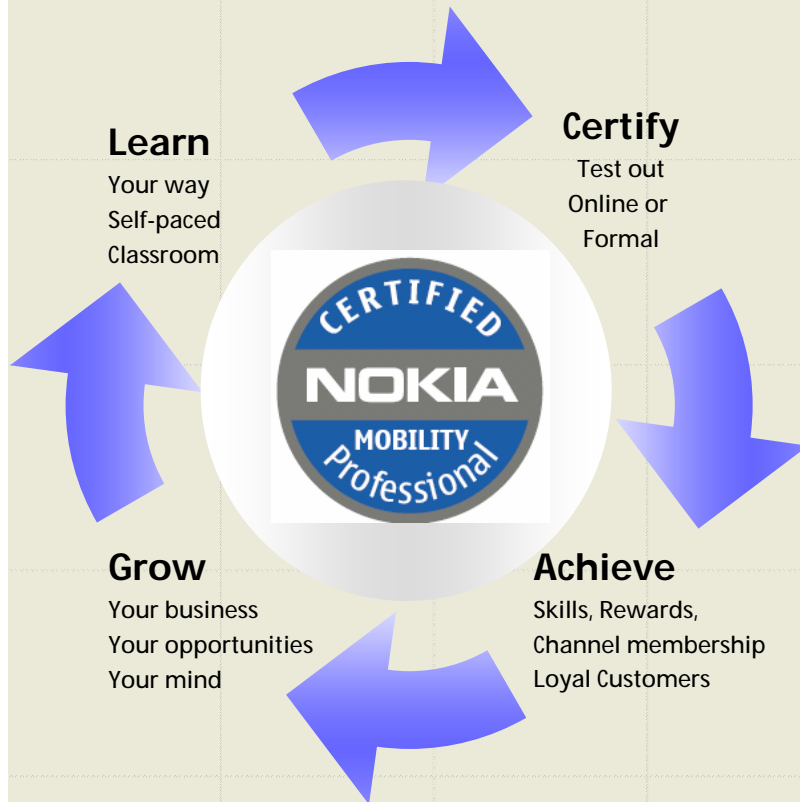 Learn
Your way
Self-paced
Classroom
Certify
Test out
Online or
Formal
CERTIFIED
NOKIA
MOBILITY
Professional
Grow
Your business
Your opportunities
Your mind
Achieve
Skills, Rewards,
Channel membership
Loyal Customers